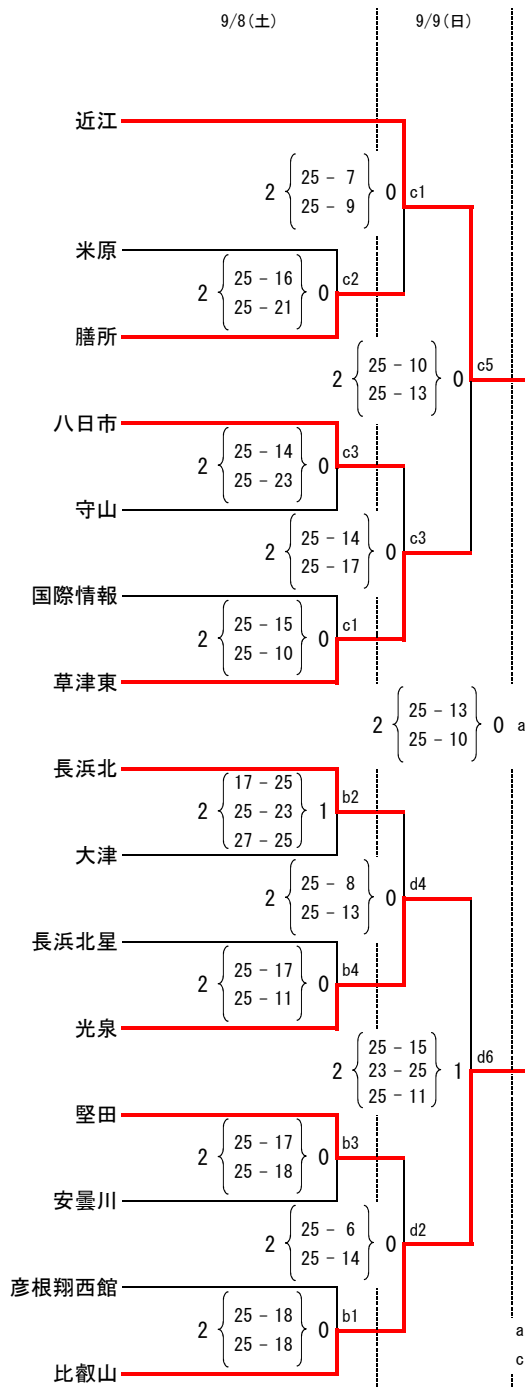 9/8(土)
9/9(日)
近江
2 25 - 7 0 c1
25 - 9
米原
2 25 - 16 0 c2
25 - 21
膳所
2 25 - 10 0 c5
25 - 13
八日市
2 25 - 14 0 c3
25 - 23
守山
2 25 - 14 0 c3
25 - 17
国際情報
2 25 - 15 0 c1
25 - 10
草津東
2 25 - 13 0 a
25 - 10
長浜北
17 - 25 b2
2 25 - 23 1
27 - 25
大津
2 25 - 8 0 d4
25 - 13
長浜北星
2 25 - 17 0 b4
25 - 11
光泉
25 - 15 d6
2 23 - 25 1
25 - 11
堅田
2 25 - 17 0 b3
25 - 18
安曇川
2 25 - 6 0 d2
25 - 14
彦根翔西館
2 25 - 18 0 b1
25 - 18
a
c
比叡山